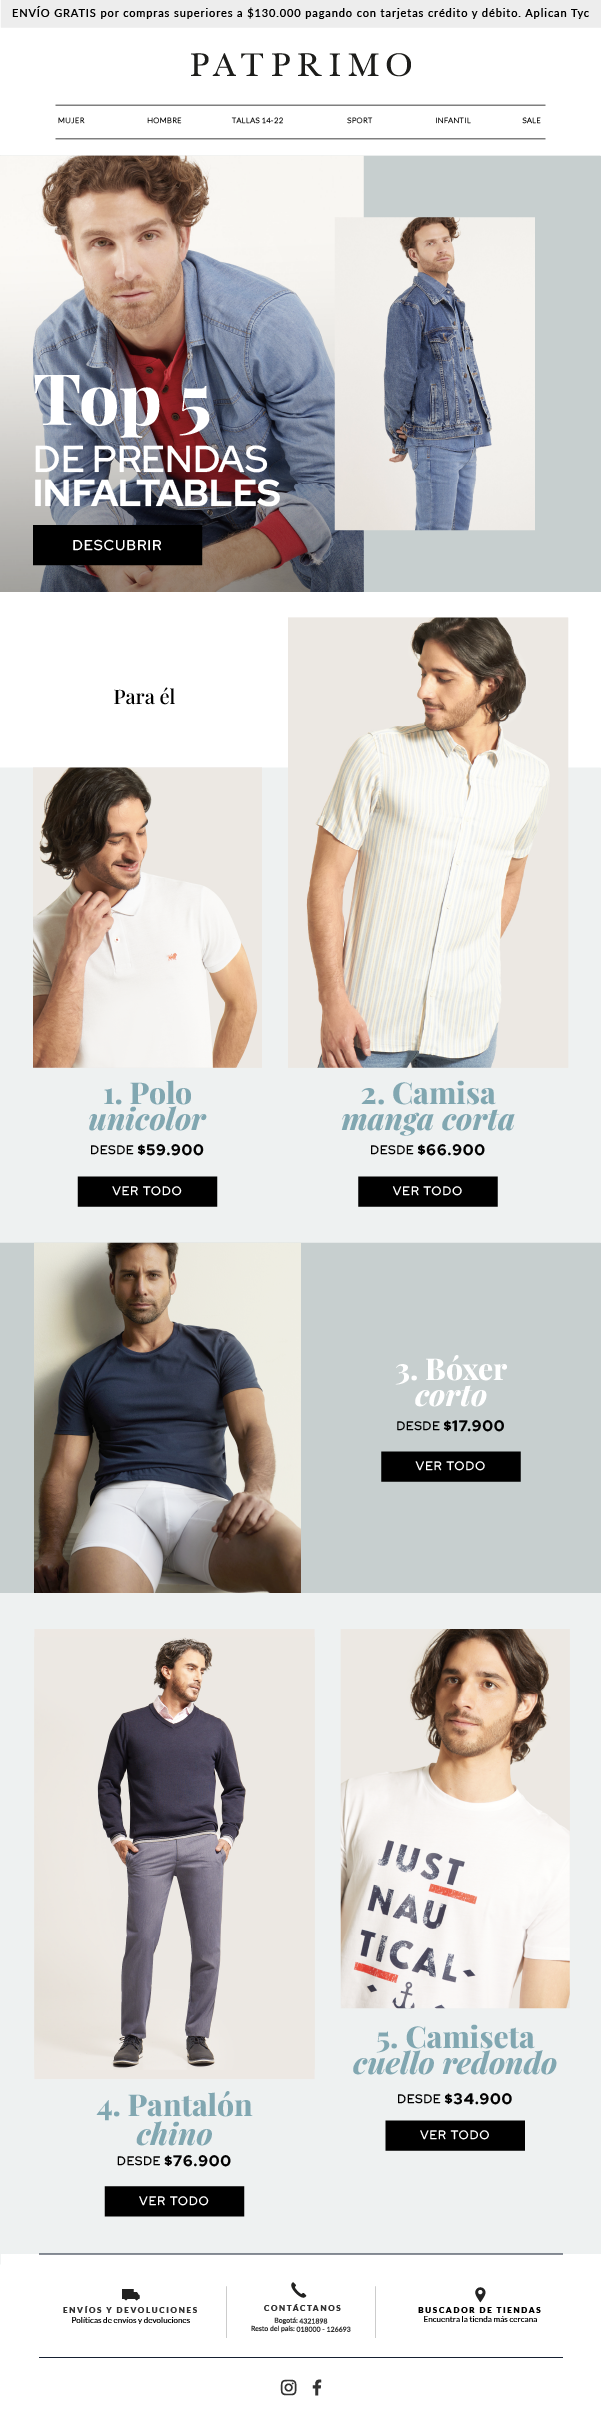 ENVÍO GRATIS por compras superiores a $130.000 pagando con tarjetas crédito y débito. Aplican Tyc
PATPRIMO
MUJER HOMBRE TALLAS 14-22 SPORT INFANTIL SALE
Top 5
DE PRENDAS
INFALTABLES
DESCUBRIR
Para él
1. Polo
unicolor
DESDE $59.900
VER TODO
2. Camisa
manga corta
DESDE $66.900
VER TODO
3. Bóxer
corto
DESDE $17.900
VER TODO
JUST
NAU
TICAL
4. Pantalón
chino
DESDE $76.900
VER TODO
5. Camiseta
cuello redondo
DESDE $34.900
VER TODO
ENVÍOS Y DEVOLUCIONES
Políticas de envíos y devoluciones
CONTÁCTANOS
Bogotá: 4321898
Resto del país: 018000 - 126693
BUSCADOR DE TIENDAS
Encuentra la tienda más cercana